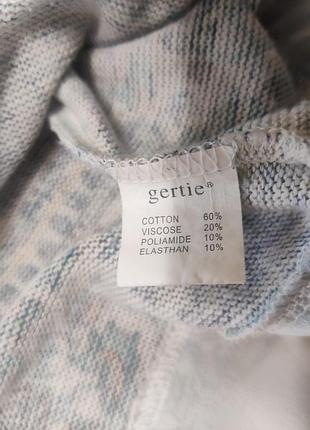 gertie®
COTTON 60%
VISCOSE 20%
POLIAMIDE 10%
ELASTHAN 10%